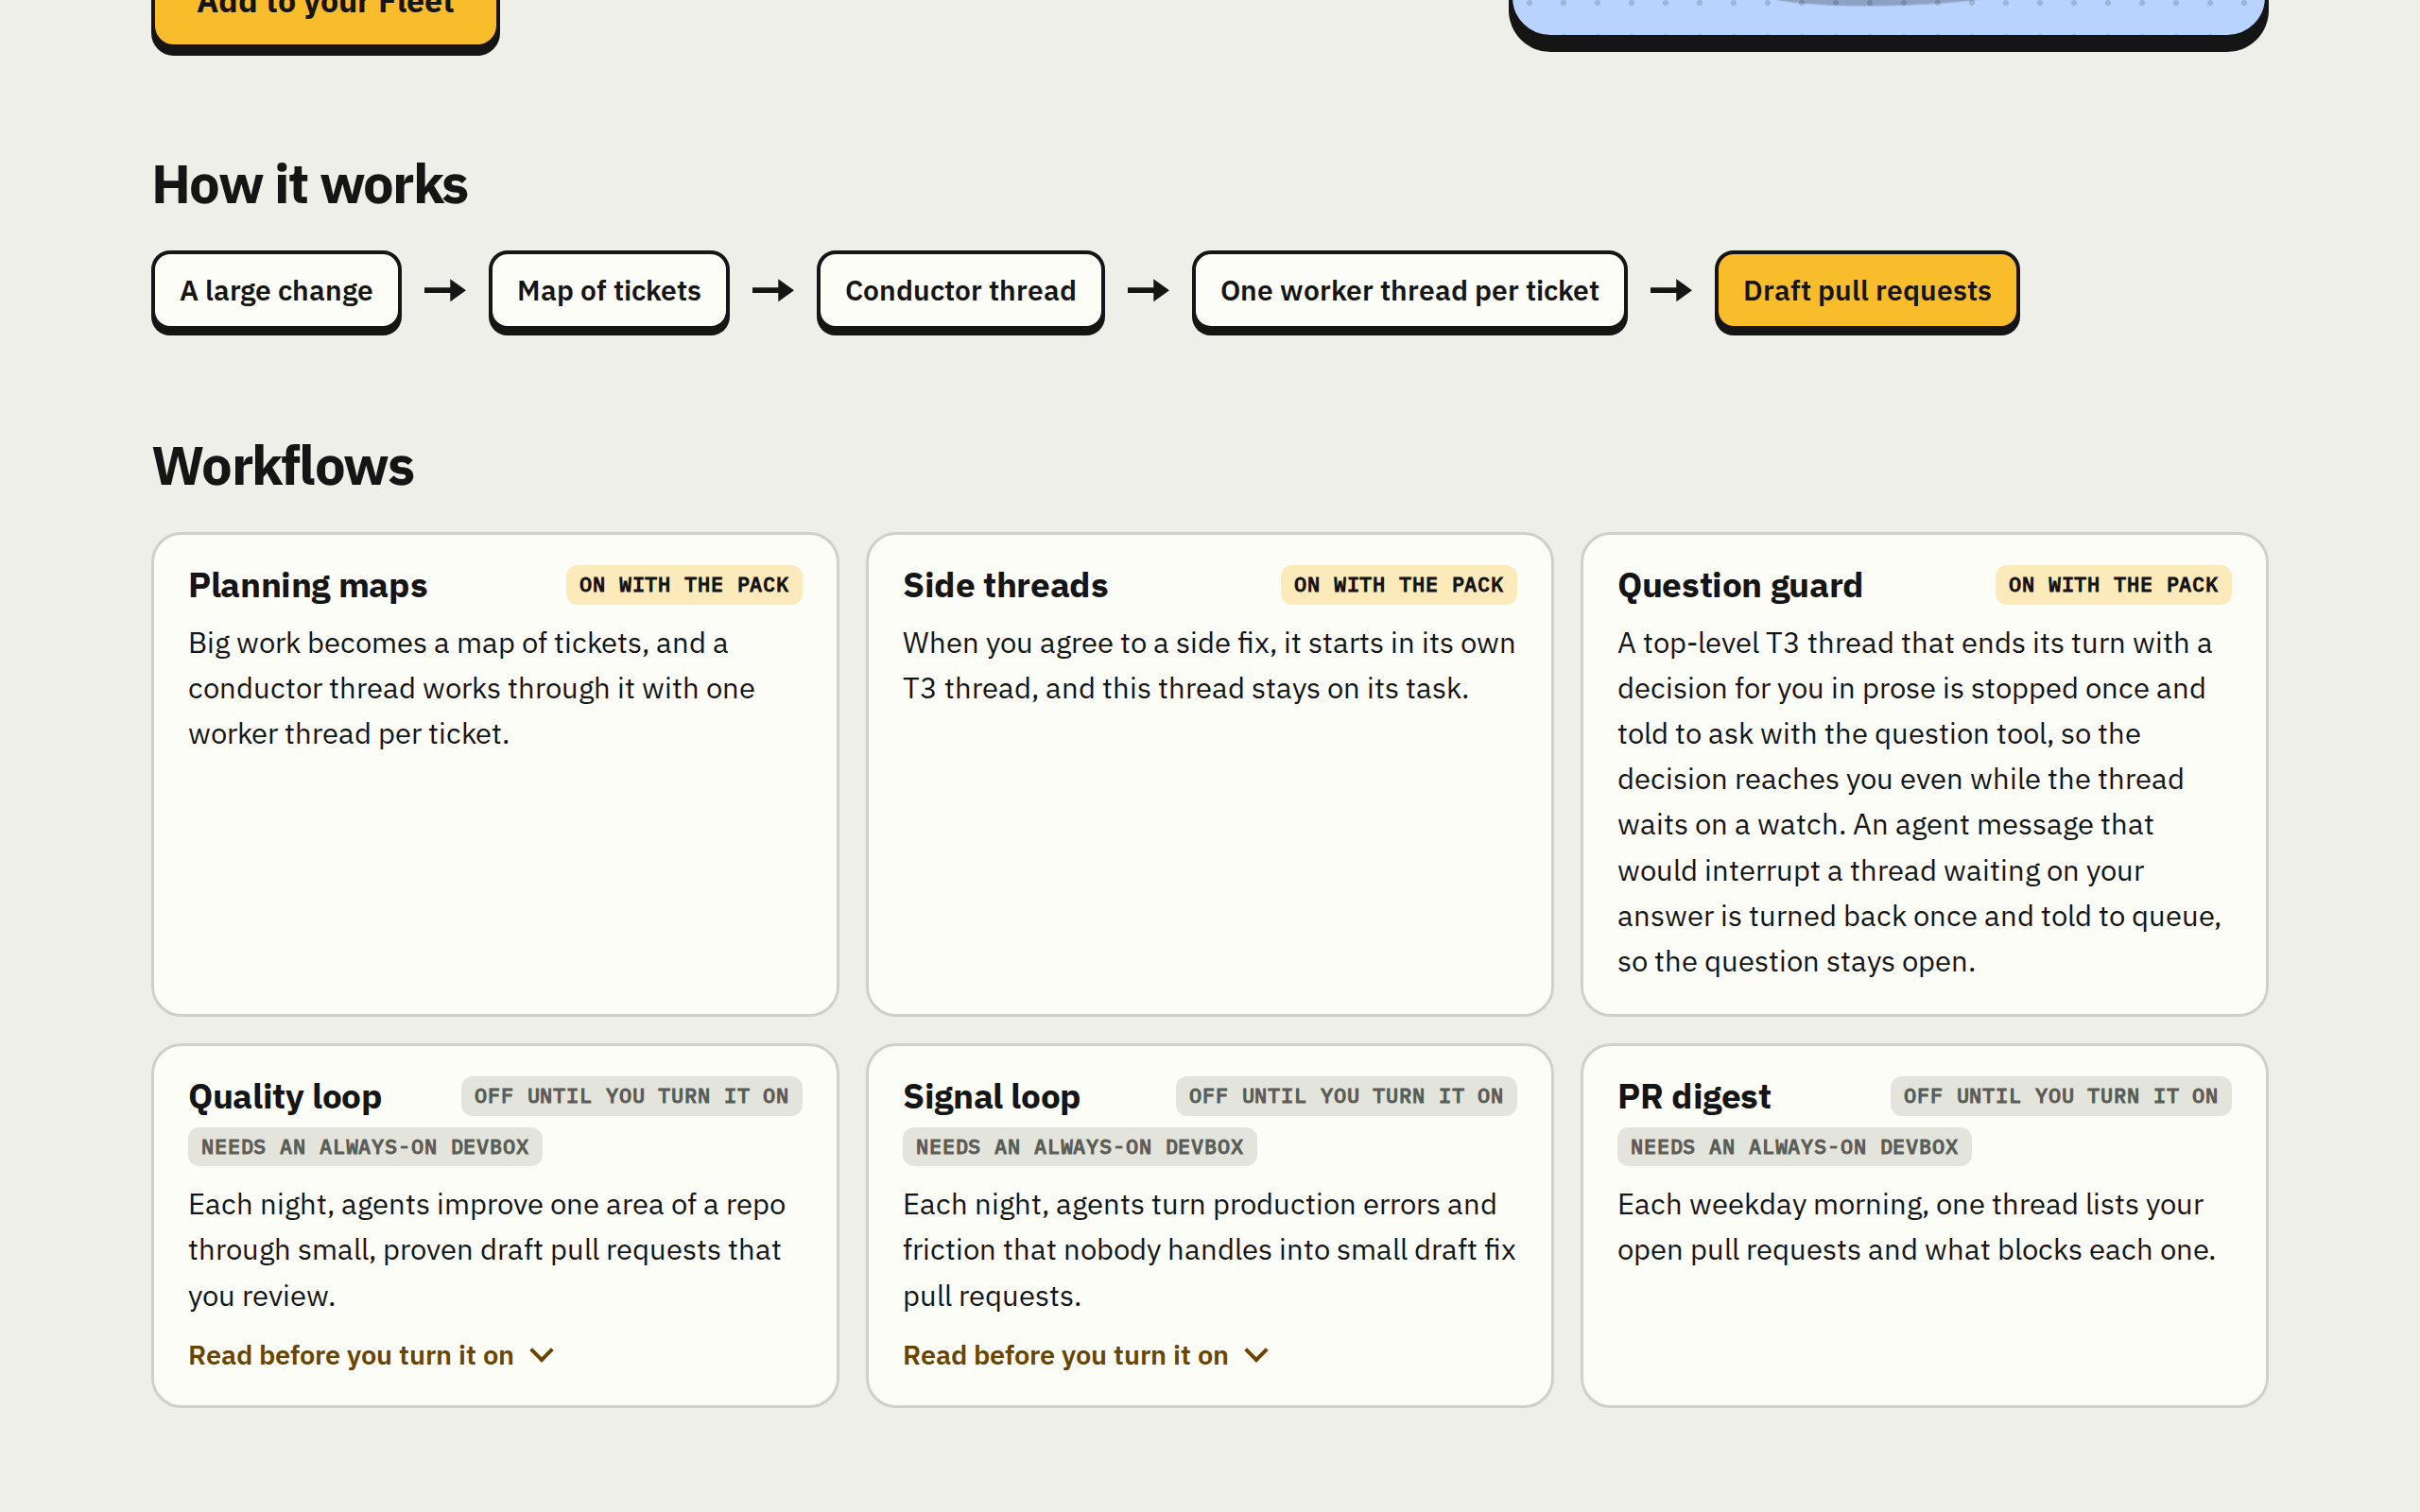 Add to your Fleet
How it works
A large change
Map of tickets
Conductor thread
One worker thread per ticket
Draft pull requests
Workflows
Planning maps
ON WITH THE PACK
Big work becomes a map of tickets, and a
conductor thread works through it with one
worker thread per ticket.
Side threads
ON WITH THE PACK
When you agree to a side fix, it starts in its own
T3 thread, and this thread stays on its task.
Question guard
ON WITH THE PACK
A top-level T3 thread that ends its turn with a
decision for you in prose is stopped once and
told to ask with the question tool, so the
decision reaches you even while the thread
waits on a watch. An agent message that
would interrupt a thread waiting on your
answer is turned back once and told to queue,
so the question stays open.
Quality loop
OFF UNTIL YOU TURN IT ON
NEEDS AN ALWAYS-ON DEVBOX
Each night, agents improve one area of a repo
through small, proven draft pull requests that
you review.
Read before you turn it on
Signal loop
OFF UNTIL YOU TURN IT ON
NEEDS AN ALWAYS-ON DEVBOX
Each night, agents turn production errors and
friction that nobody handles into small draft fix
pull requests.
Read before you turn it on
PR digest
OFF UNTIL YOU TURN IT ON
NEEDS AN ALWAYS-ON DEVBOX
Each weekday morning, one thread lists your
open pull requests and what blocks each one.